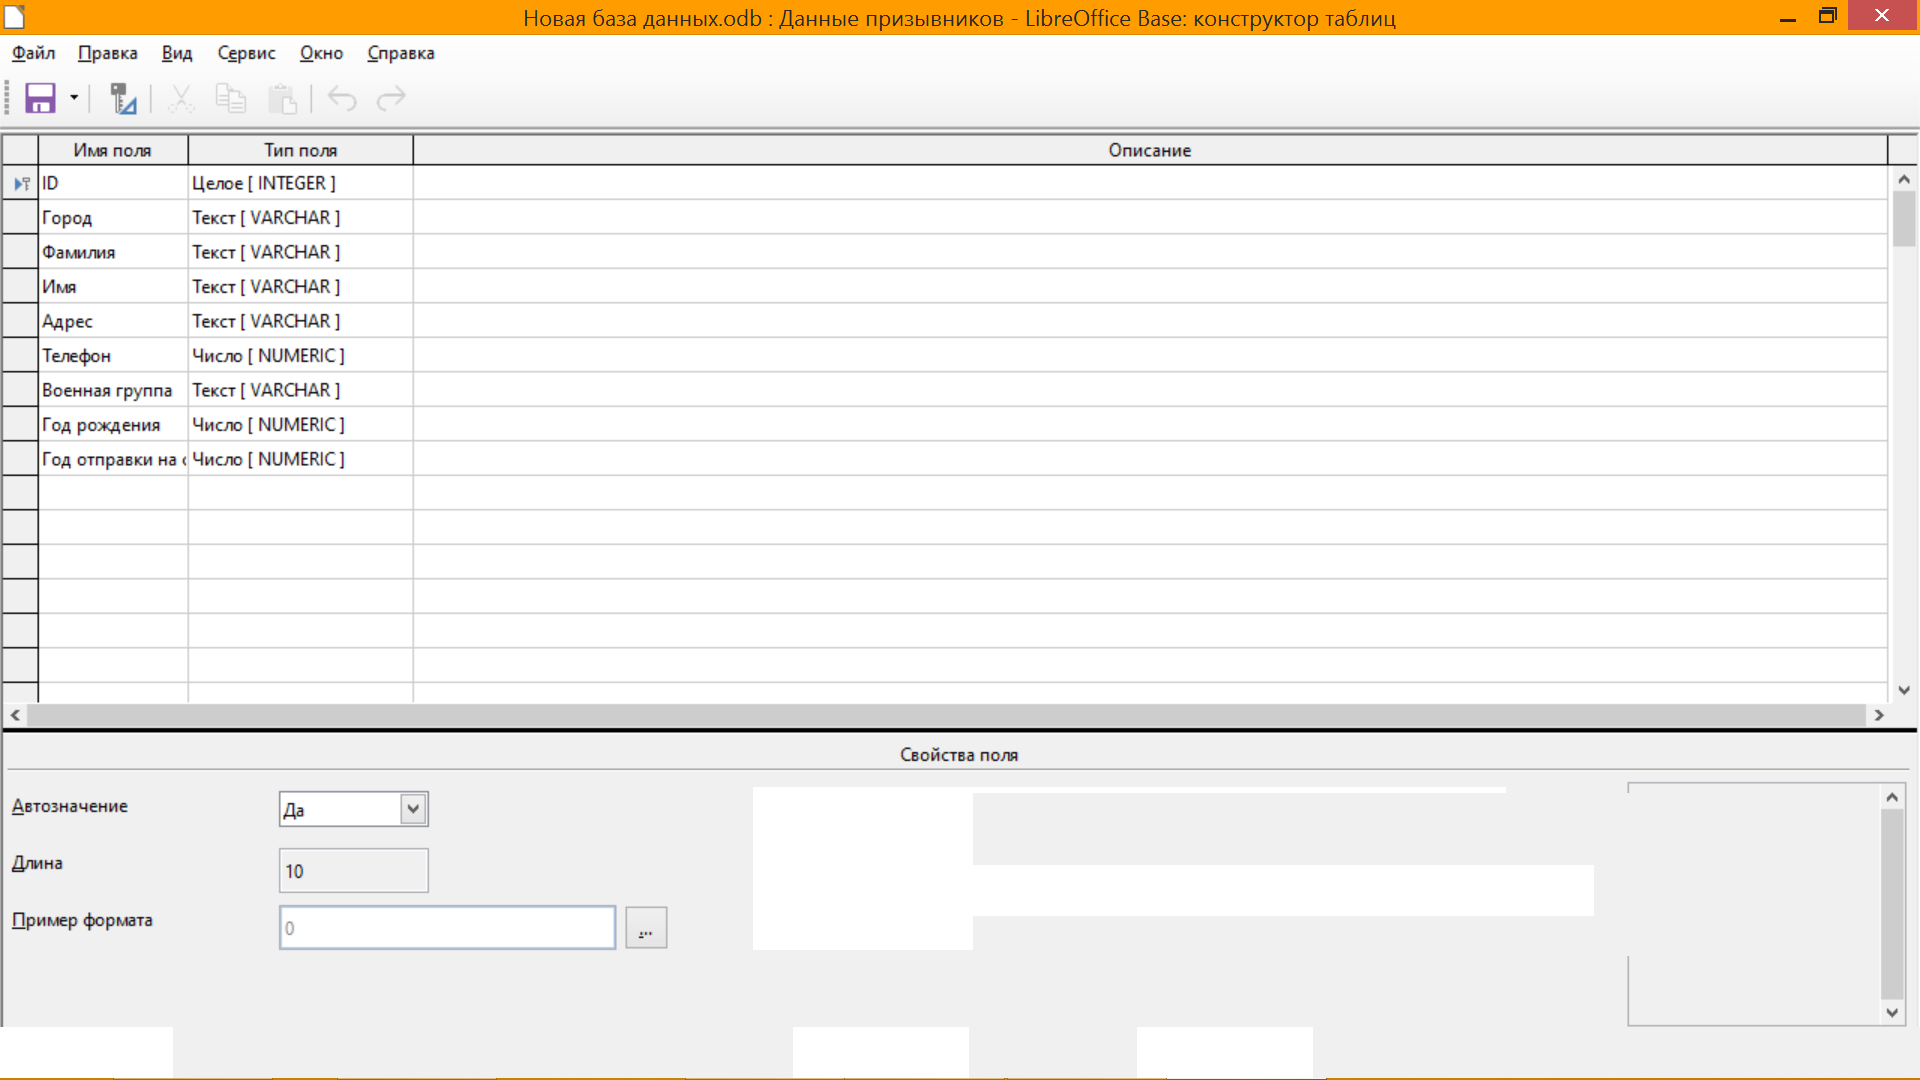 Новая база данных.odb : Данные призывников - LibreOffice Base: конструктор таблиц
Файл Правка Вид Сервис Окно Справка
Имя поля Тип поля Описание
ID Целое [ INTEGER ]
Город Текст [ VARCHAR ]
Фамилия Текст [ VARCHAR ]
Имя Текст [ VARCHAR ]
Адрес Текст [ VARCHAR ]
Телефон Число [ NUMERIC ]
Военная группа Текст [ VARCHAR ]
Год рождения Число [ NUMERIC ]
Год отправки на Число [ NUMERIC ]
Свойства поля
Автозначение Да
Длина 10
Пример формата 0 ...